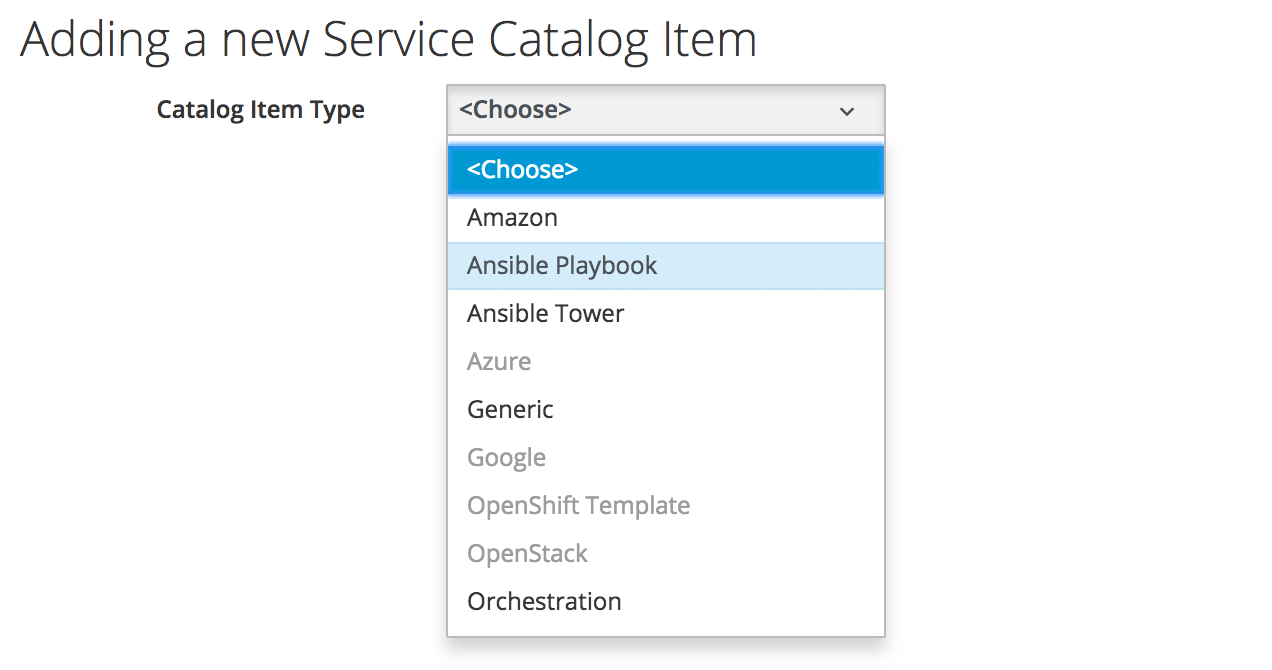 Adding a new Service Catalog Item
Catalog Item Type <Choose>
<Choose>
Amazon
Ansible Playbook
Ansible Tower
Azure
Generic
Google
OpenShift Template
OpenStack
Orchestration